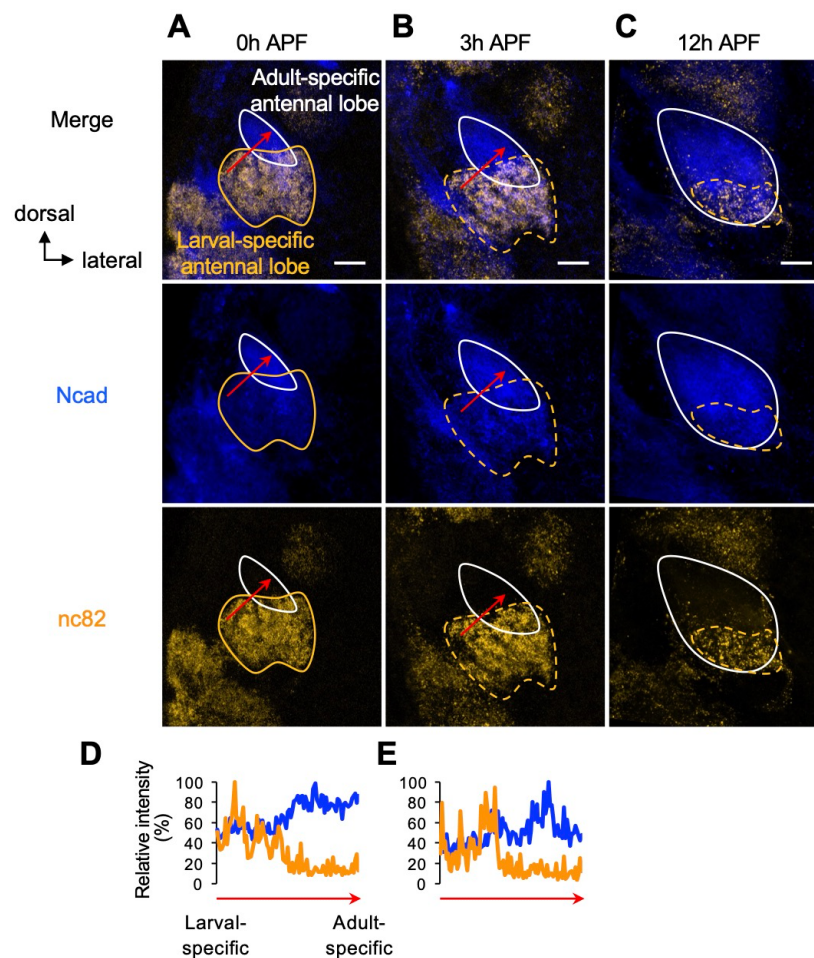 A
B
C
0h APF
3h APF
12h APF
Merge
Adult-specific
antennal lobe
dorsal
lateral
Larval-specific
antennal lobe
Ncad
nc82
D
E
Relative intensity
(%)
100
80
60
40
20
0
100
80
60
40
20
0
Larval-
specific
Adult-
specific